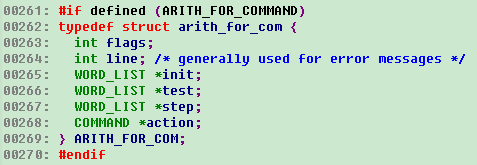 00261: #if defined (ARITH_FOR_COMMAND)
00262: typedef struct arith_for_com {
00263:   int flags;
00264:   int line; /* generally used for error messages */
00265:   WORD_LIST *init;
00266:   WORD_LIST *test;
00267:   WORD_LIST *step;
00268:   COMMAND *action;
00269: } ARITH_FOR_COM;
00270: #endif